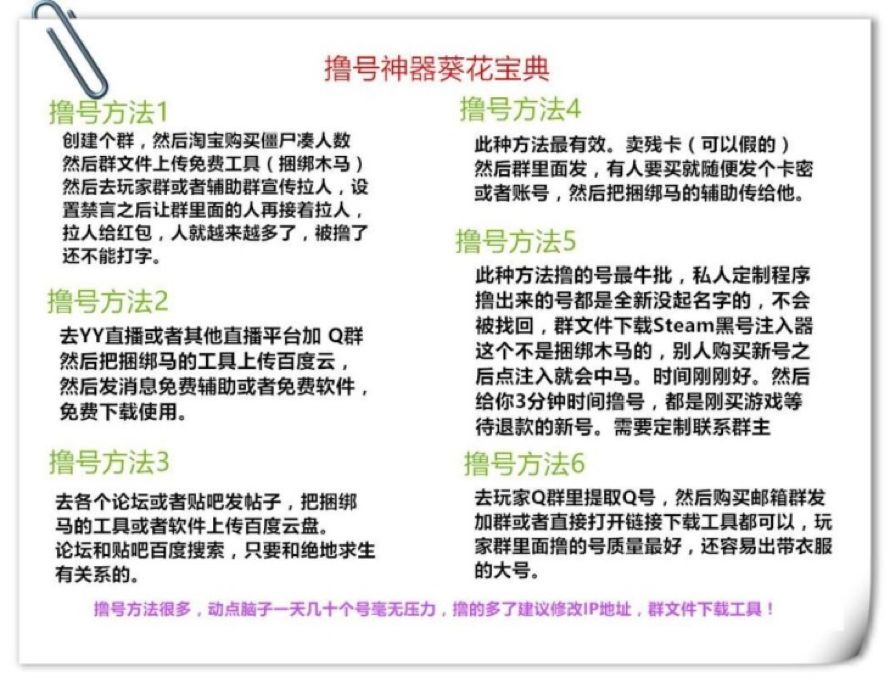 撸号神器葵花宝典
撸号方法1
创建个群，然后淘宝购买僵尸凑人数
然后群文件上传免费工具（捆绑木马）
然后去玩家群或者辅助群宣传拉人，设
置禁言之后让群里面的人再接着拉人，
拉人给红包，人就越来越多了，被撸了
还不能打字。
撸号方法2
去YY直播或者其他直播平台加 Q群
然后把捆绑马的工具上传百度云，
然后发消息免费辅助或者免费软件，
免费下载使用。
撸号方法3
去各个论坛或者贴吧发帖子，把捆绑
马的工具或者软件上传百度云盘。
论坛和贴吧百度搜索，只要和绝地求生
有关系的。
撸号方法4
此种方法最有效。卖残卡（可以假的）
然后群里面发，有人要买就随便发个卡密
或者账号，然后把捆绑马的辅助传给他。
撸号方法5
此种方法撸的号最牛批，私人定制程序
撸出来的号都是全新没起名字的，不会
被找回，群文件下载Steam黑号注入器
这个不是捆绑木马的，别人购买新号之
后点注入就会中马。时间刚刚好。然后
给你3分钟时间撸号，都是刚买游戏等
待退款的新号。需要定制联系群主
撸号方法6
去玩家Q群里提取Q号，然后购买邮箱群发
加群或者直接打开链接下载工具都可以，玩
家群里面撸的号质量最好，还容易出带衣服
的大号。
撸号方法很多，动点脑子一天几十个号毫无压力，撸的多了建议修改IP地址，群文件下载工具！